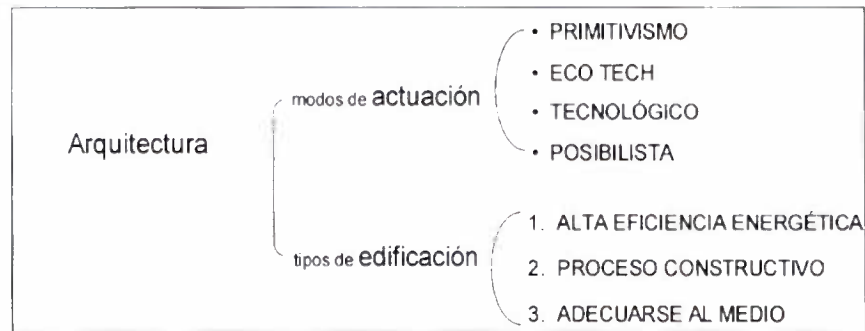 Arquitectura
modos de actuación
• PRIMITIVISMO
• ECO TECH
• TECNOLÓGICO
• POSIBILISTA
tipos de edificación
1. ALTA EFICIENCIA ENERGÉTICA
2. PROCESO CONSTRUCTIVO
3. ADECUARSE AL MEDIO